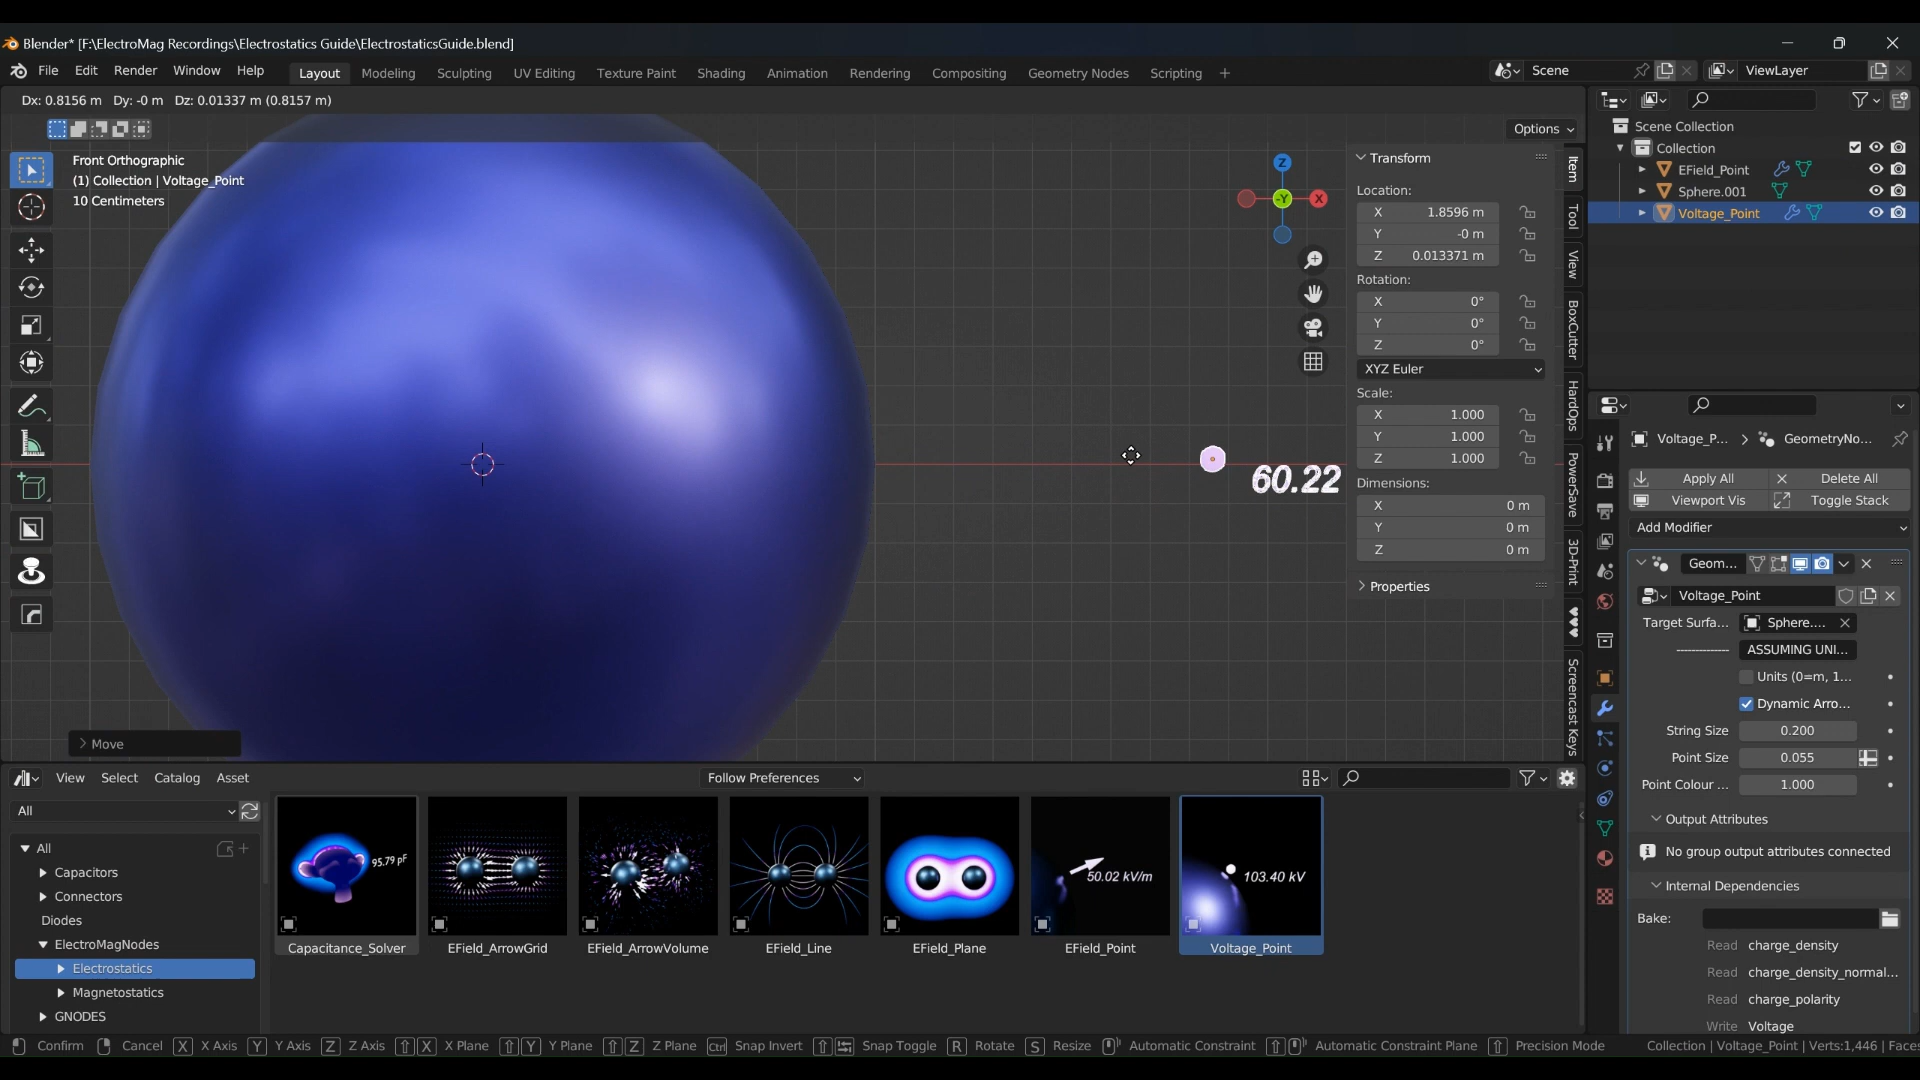 Blender* [F:\ElectroMag Recordings\Electrostatics Guide\ElectrostaticsGuide.blend]
File Edit Render Window Help Layout Modeling Sculpting UV Editing Texture Paint Shading Animation Rendering Compositing Geometry Nodes Scripting + Scene ViewLayer
Dx: 0.8156 m Dy: -0 m Dz: 0.01337 m (0.8157 m)
Options
Front Orthographic
(1) Collection | Voltage_Point
10 Centimeters
Z
-Y
X
60.22
Move
Transform
Location:
X 1.8596 m
Y -0 m
Z 0.013371 m
Rotation:
X 0°
Y 0°
Z 0°
XYZ Euler
Scale:
X 1.000
Y 1.000
Z 1.000
Dimensions:
X 0 m
Y 0 m
Z 0 m
Properties
Item
Tool
View
BoxCutter
HardOps
PowerSave
3D-Print
♥♥♥
Screencast Keys
Scene Collection
Collection
EField_Point
Sphere.001
Voltage_Point
Voltage_P... > GeometryNo...
Apply All Delete All
Viewport Vis Toggle Stack
Add Modifier
Geom...
Voltage_Point
Target Surfa... Sphere....
-------------- ASSUMING UNI...
Units (0=m, 1...
Dynamic Arro...
String Size 0.200
Point Size 0.055
Point Colour ... 1.000
Output Attributes
No group output attributes connected
Internal Dependencies
Bake:
Read charge_density
Read charge_density_normal...
Read charge_polarity
Write Voltage
View Select Catalog Asset Follow Preferences
All
All
Capacitors
Connectors
Diodes
ElectroMagNodes
Electrostatics
Magnetostatics
GNODES
95.79 pF
50.02 kV/m
103.40 kV
Capacitance_Solver EField_ArrowGrid EField_ArrowVolume EField_Line EField_Plane EField_Point Voltage_Point
Confirm Cancel X X Axis Y Y Axis Z Z Axis X X Plane Y Y Plane Z Z Plane Ctrl Snap Invert Snap Toggle R Rotate S Resize Automatic Constraint Automatic Constraint Plane Precision Mode Collection | Voltage_Point | Verts:1,446 | Faces